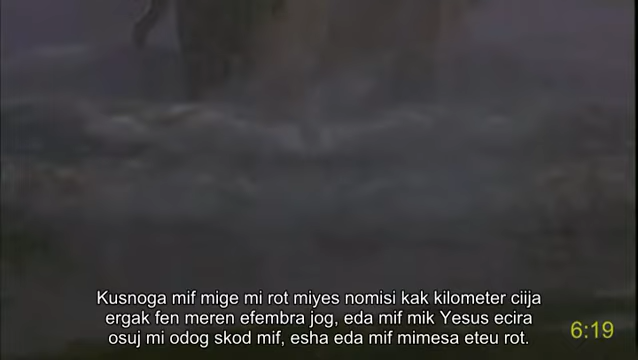 Kusnoga mif mige mi rot miyes nomisi kak kilometer ciija
ergak fen meren efembra jog, eda mif mik Yesus ecira
osuj mi odog skod mif, esha eda mif mimesa eteu rot.
6:19